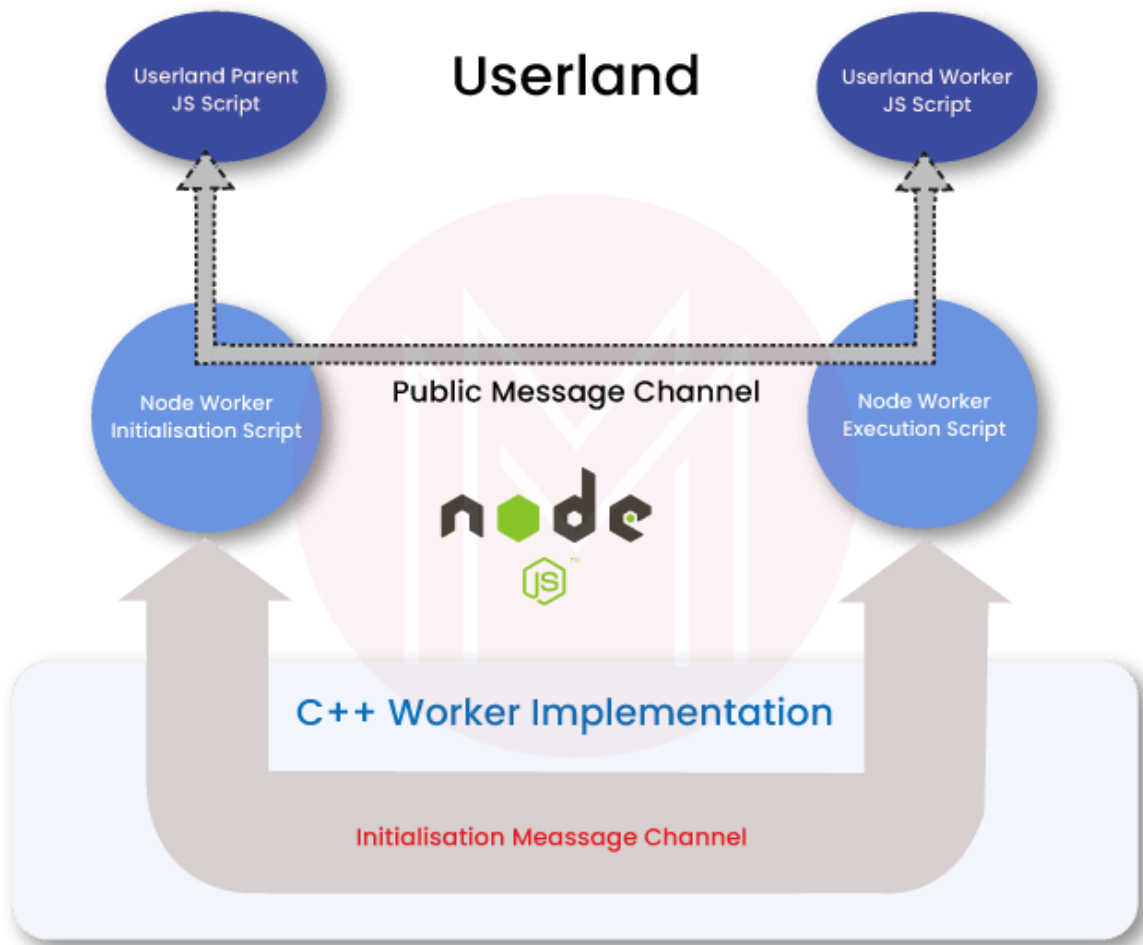 Userland Parent
JS Script
Userland
Userland Worker
JS Script
Public Message Channel
Node Worker
Initialisation Script
Node Worker
Execution Script
node
JS
TM
C++ Worker Implementation
Initialisation Meassage Channel